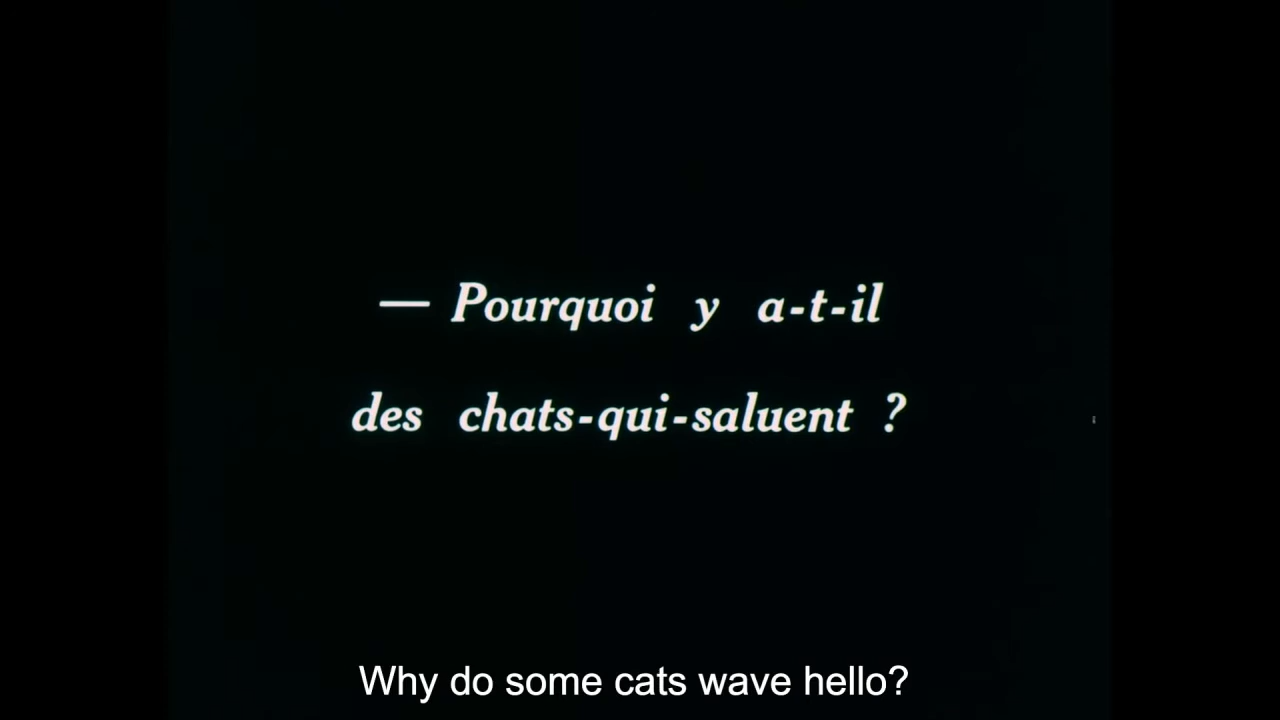 — Pourquoi y a-t-il
des chats-qui-saluent ?
Why do some cats wave hello?